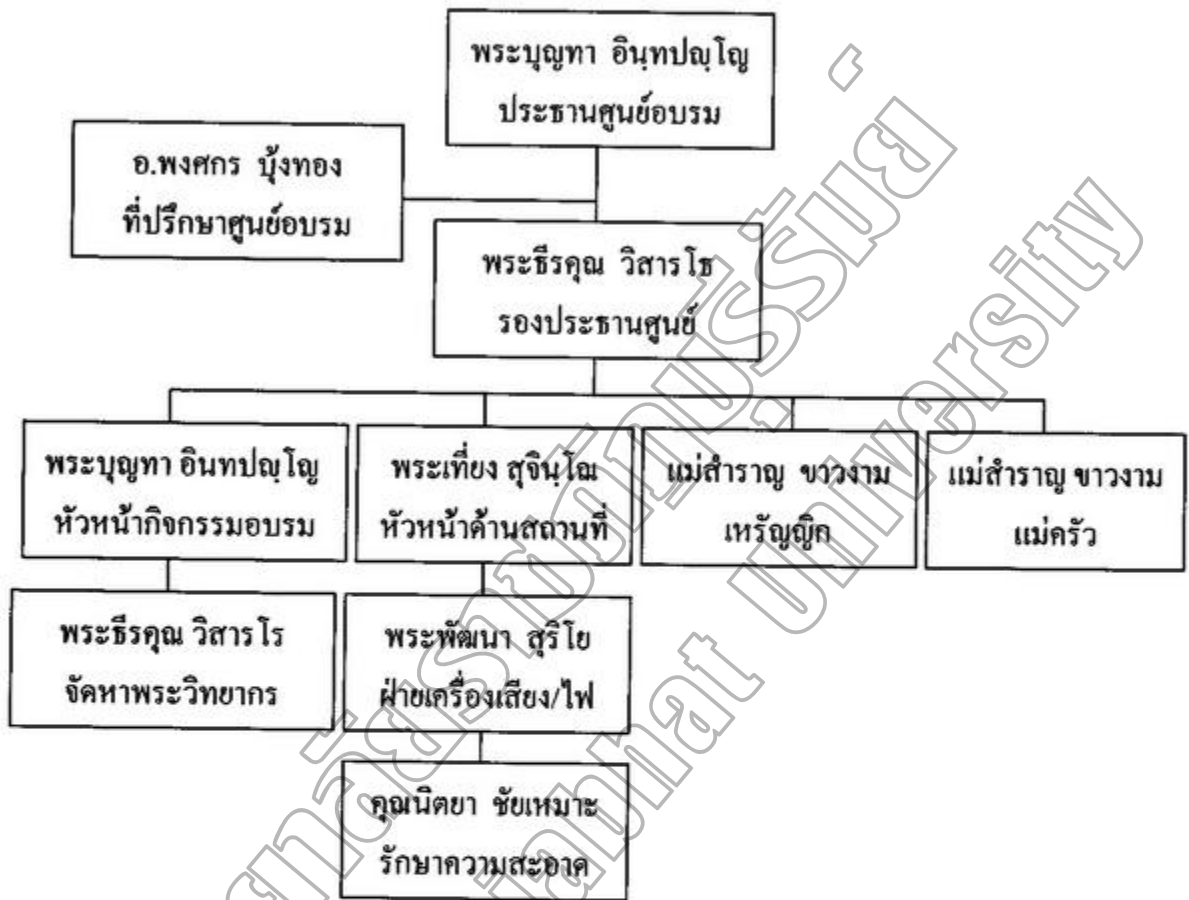 พระบุญทา อินฺทปญฺโญ
ประธานศูนย์อบรม
อ.พงศกร บุ้งทอง
ที่ปรึกษาศูนย์อบรม
พระธีรคุณ วิสารโธ
รองประธานศูนย์
พระบุญทา อินทปญฺโญ
หัวหน้ากิจกรรมอบรม
พระเที่ยง สุจินฺโณ
หัวหน้าด้านสถานที่
แม่สำราญ ขาวงาม
เหรัญญิก
แม่สำราญ ขาวงาม
แม่ครัว
พระธีรคุณ วิสารโร
จัดหาพระวิทยากร
พระพัฒนา สุริโย
ฝ่ายเครื่องเสียง/ไฟ
คุณนิตยา ชัยเหมาะ
รักษาความสะอาด
University